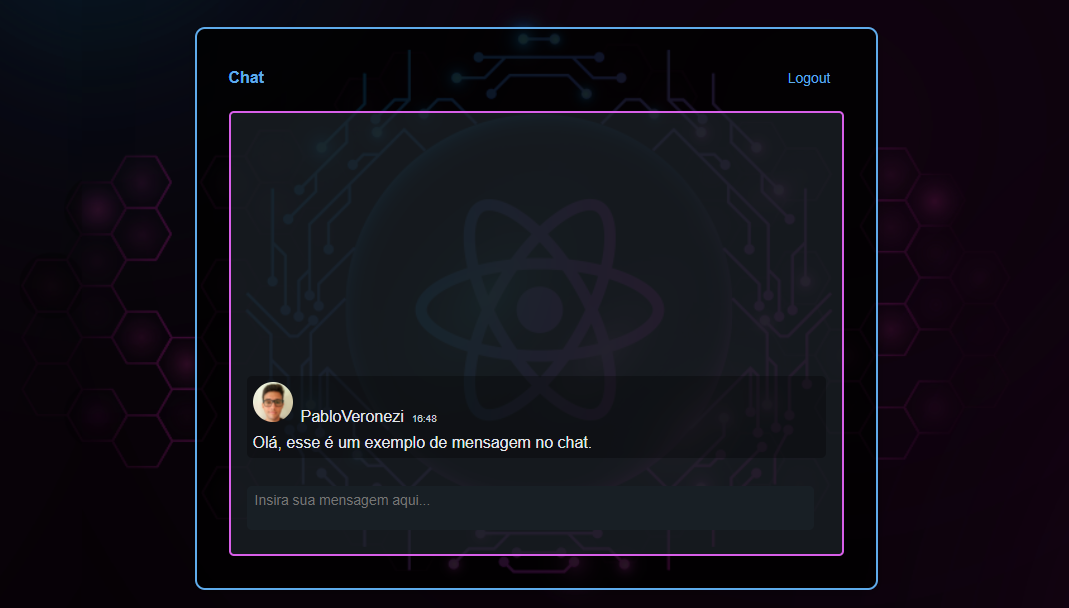 Chat
Logout
PabloVeronezi 16:48
Olá, esse é um exemplo de mensagem no chat.
Insira sua mensagem aqui...